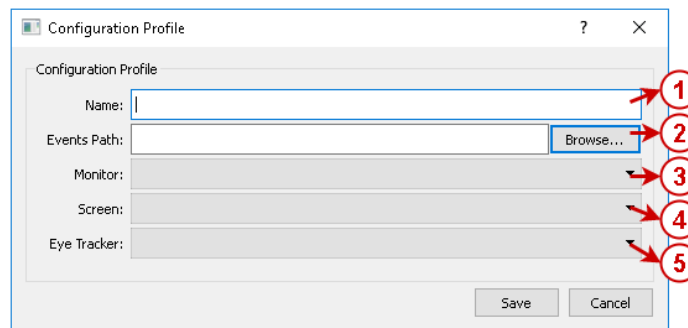 Configuration Profile ?
Configuration Profile
Name: 1
Events Path: Browse... 2
Monitor: 3
Screen: 4
Eye Tracker: 5
Save Cancel